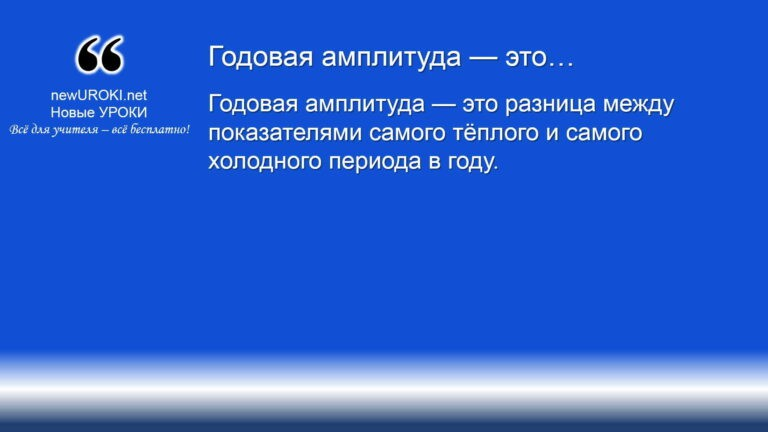 Годовая амплитуда — это…
Годовая амплитуда — это разница между
показателями самого тёплого и самого
холодного периода в году.
newUROKI.net
Новые УРОКИ
Всё для учителя – всё бесплатно!